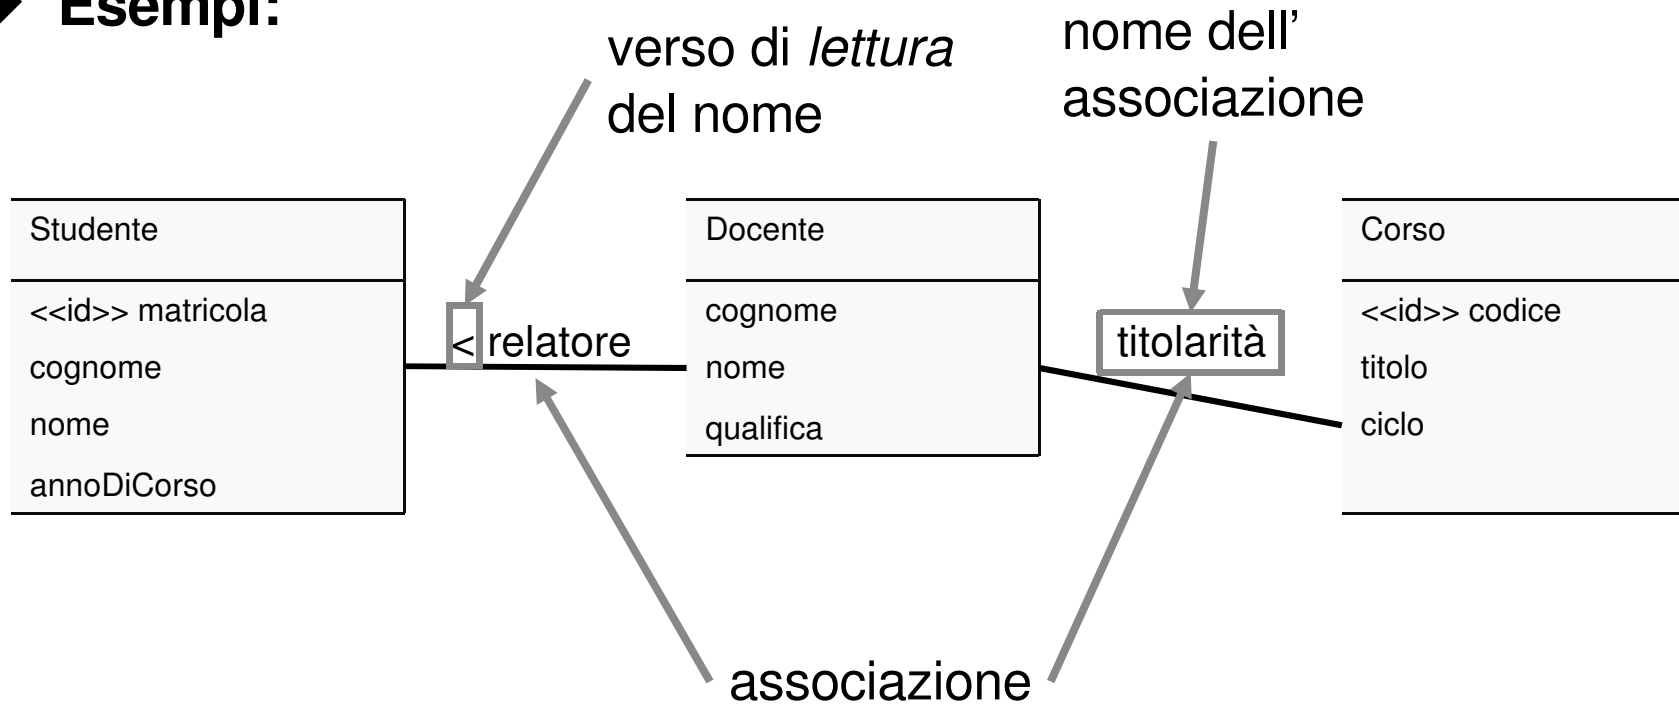 Esempi:
verso di lettura
del nome
nome dell'
associazione
Studente
<<id>> matricola
cognome
nome
annoDiCorso
< relatore
Docente
cognome
nome
qualifica
titolarità
Corso
<<id>> codice
titolo
ciclo
associazione